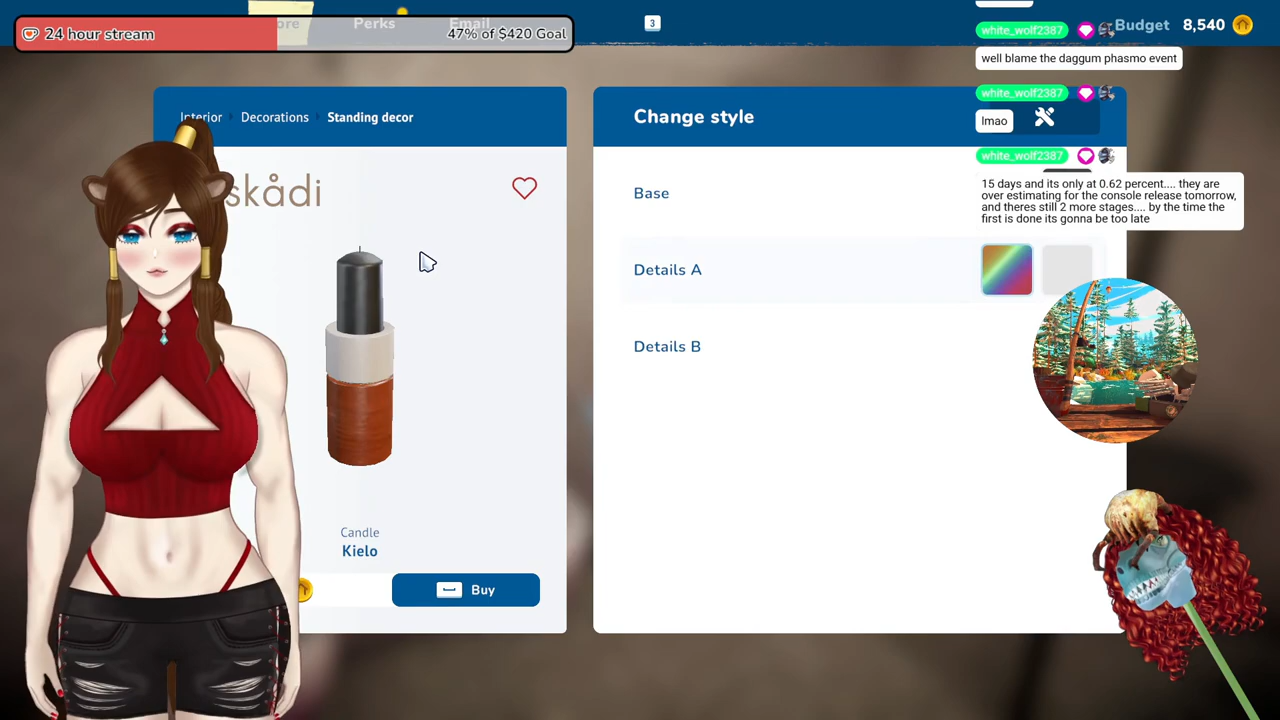 24 hour stream
47% of $420 Goal
Perks
Email
3
Budget 8,540
Interior Decorations Standing decor
skådi
Candle
Kielo
Buy
Change style
Base
Details A
Details B
white_wolf2387
well blame the daggum phasmo event
white_wolf2387
lmao
white_wolf2387
15 days and its only at 0.62 percent.... they are
over estimating for the console release tomorrow,
and theres still 2 more stages.... by the time the
first is done its gonna be too late